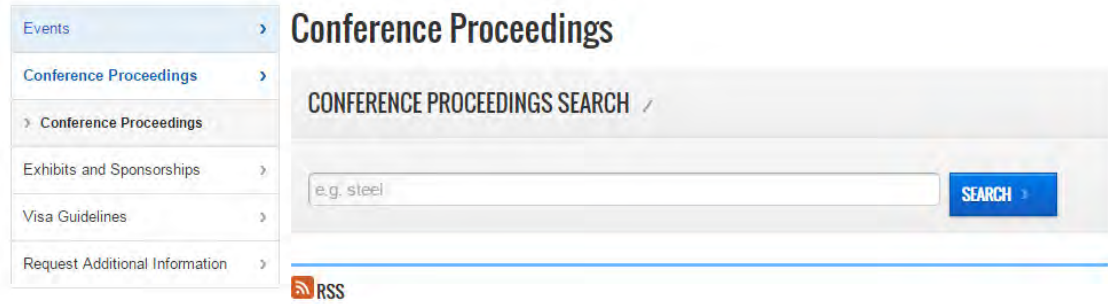 Events
Conference Proceedings
Conference Proceedings
Exhibits and Sponsorships
Visa Guidelines
Request Additional Information
Conference Proceedings
CONFERENCE PROCEEDINGS SEARCH
e.g. steel
SEARCH
RSS